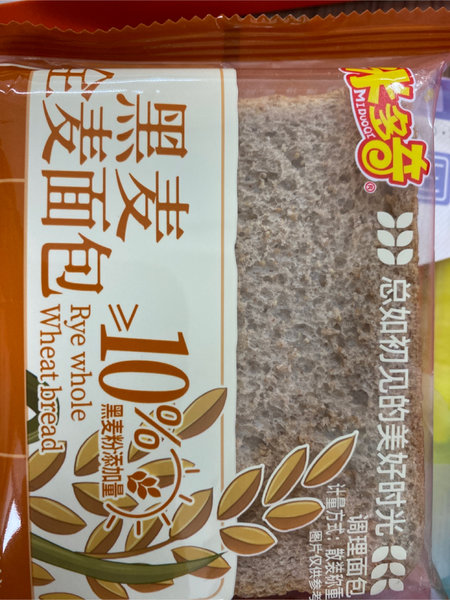 米多奇
MIDUOQI
黑麦
全麦面包
Rye whole
Wheat bread
≥10%
黑麦粉添加量
总如初见的美好时光
调理面包
计量方式：散装称重
图片仅供参考